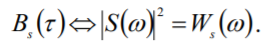 B_s(τ) ⇔ |S(ω)|² = W_s(ω).